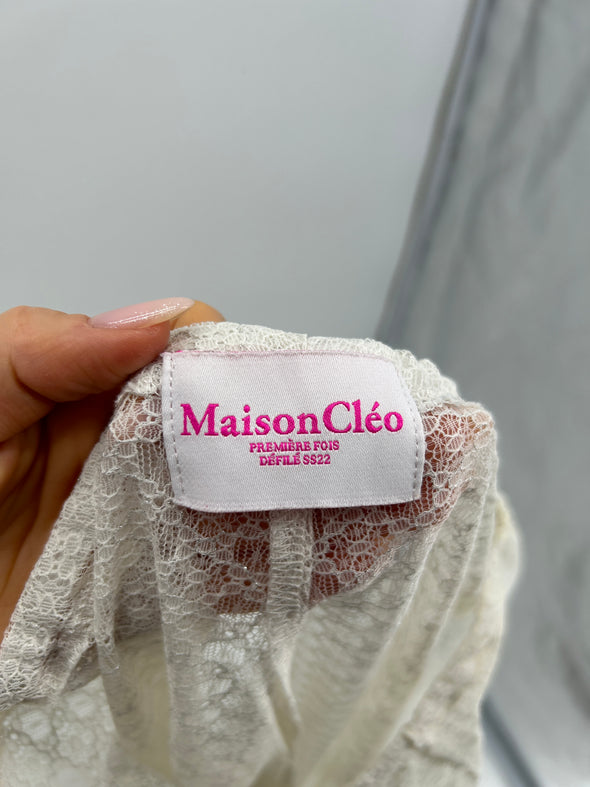 MaisonCléo
PREMIÈRE FOIS
DÉFILÉ SS22